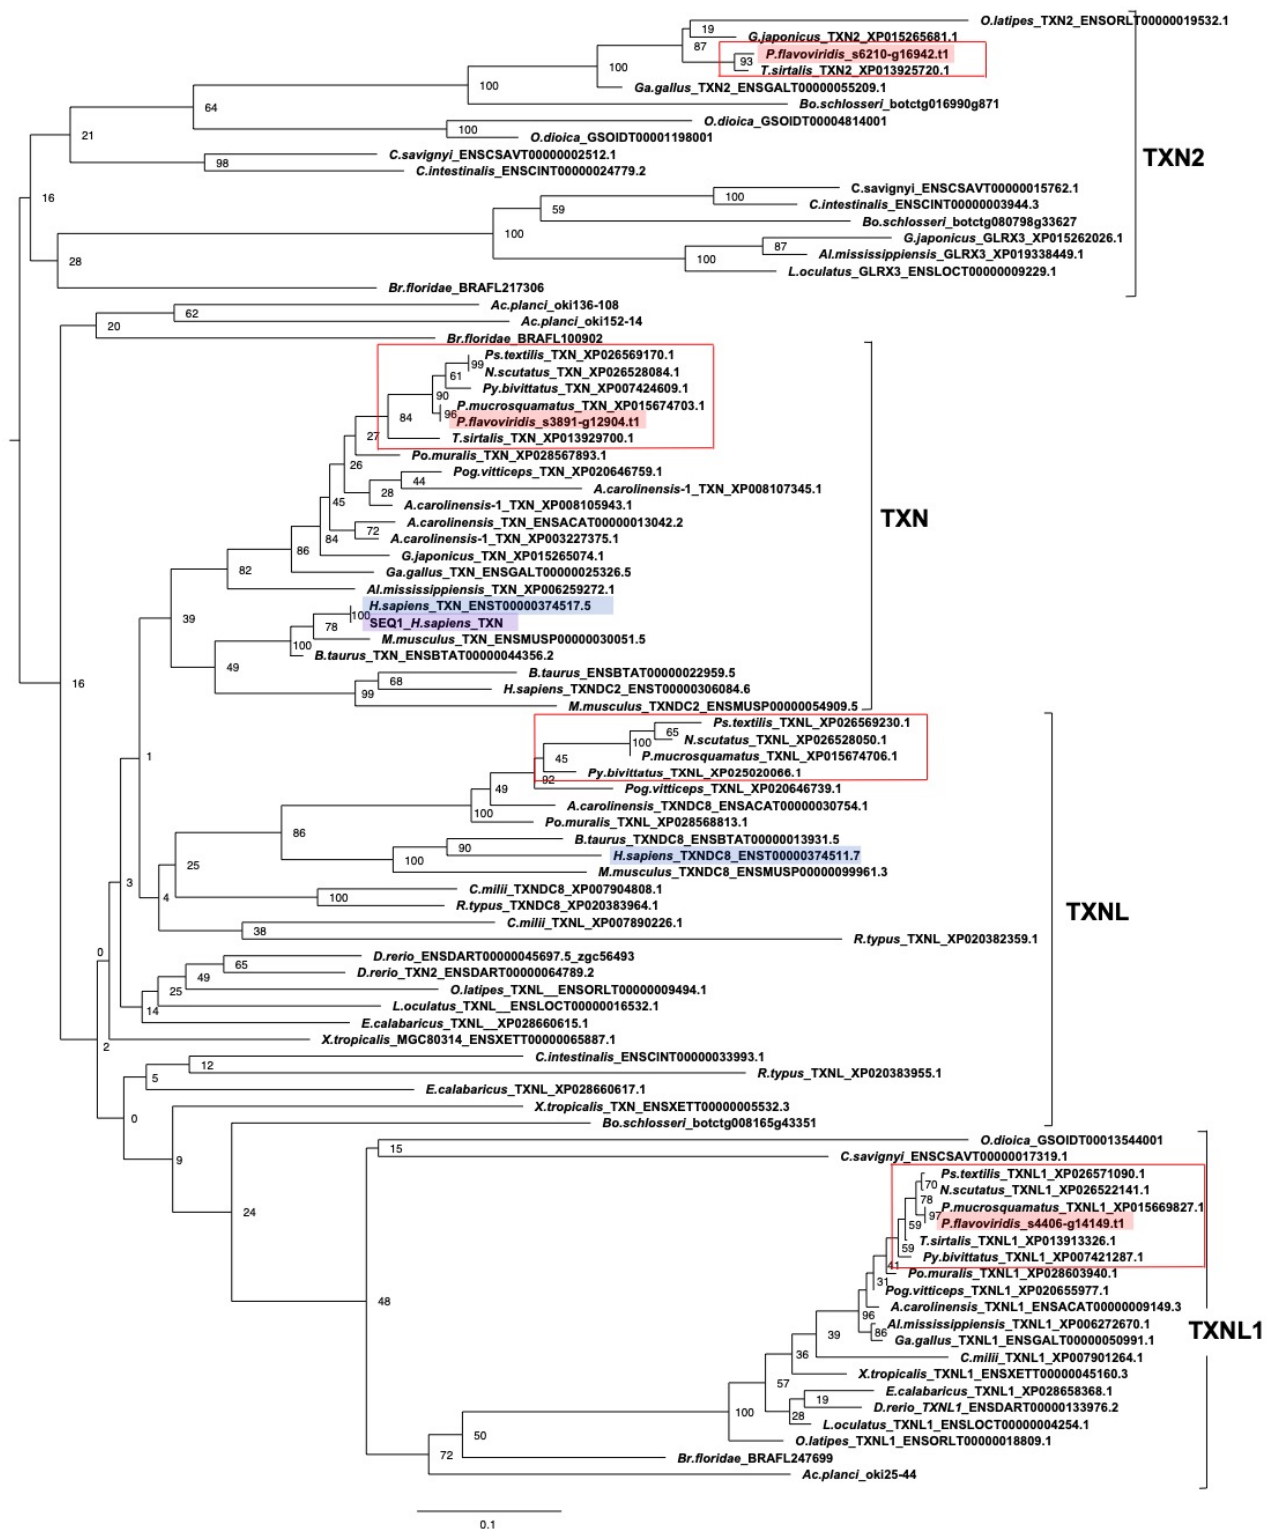 O.latipes_TXN2_ENSORLT00000019532.1
19
G.japonicus_TXN2_XP015265681.1
87
P.flavoviridis_s6210-g16942.t1
93
T.sirtalis_TXN2_XP013925720.1
100
Ga.gallus_TXN2_ENSGALT00000055209.1
100
Bo.schlosseri_botctg016990g871
64
O.dioica_GSOIDT00004814001
100
O.dioica_GSOIDT00001198001
21
C.savignyi_ENSCSAVT00000002512.1
98
C.intestinalis_ENSCINT00000024779.2
TXN2
16
C.savignyi_ENSCSAVT00000015762.1
100
C.intestinalis_ENSCINT00000003944.3
59
Bo.schlosseri_botctg080798g33627
100
G.japonicus_GLRX3_XP015262026.1
87
Al.mississippiensis_GLRX3_XP019338449.1
100
L.oculatus_GLRX3_ENSLOCT00000009229.1
28
Br.floridae_BRAFL217306
Ac.planci_oki136-108
62
Ac.planci_oki152-14
20
Br.floridae_BRAFL100902
Ps.textilis_TXN_XP026569170.1
99
N.scutatus_TXN_XP026528084.1
61
Py.bivittatus_TXN_XP007424609.1
90
P.mucrosquamatus_TXN_XP015674703.1
96
P.flavoviridis_s3891-g12904.t1
84
T.sirtalis_TXN_XP013929700.1
27
Po.muralis_TXN_XP028567893.1
26
Pog.vitticeps_TXN_XP020646759.1
44
A.carolinensis-1_TXN_XP008107345.1
28
A.carolinensis-1_TXN_XP008105943.1
45
A.carolinensis_TXN_ENSACAT00000013042.2
72
A.carolinensis-1_TXN_XP003227375.1
84
TXN
G.japonicus_TXN_XP015265074.1
86
Ga.gallus_TXN_ENSGALT00000025326.5
82
Al.mississippiensis_TXN_XP006259272.1
39
H.sapiens_TXN_ENST00000374517.5
100
SEQ1_H.sapiens_TXN
78
M.musculus_TXN_ENSMUSP00000030051.5
100
B.taurus_TXN_ENSBTAT00000044356.2
49
B.taurus_ENSBTAT00000022959.5
68
H.sapiens_TXNDC2_ENST00000306084.6
99
M.musculus_TXNDC2_ENSMUSP00000054909.5
16
1
Ps.textilis_TXNL_XP026569230.1
65
N.scutatus_TXNL_XP026528050.1
100
P.mucrosquamatus_TXNL_XP015674706.1
45
Py.bivittatus_TXNL_XP025020066.1
92
Pog.vitticeps_TXNL_XP020646739.1
49
A.carolinensis_TXNDC8_ENSACAT00000030754.1
100
Po.muralis_TXNL_XP028568813.1
86
B.taurus_TXNDC8_ENSBTAT00000013931.5
90
H.sapiens_TXNDC8_ENST00000374511.7
100
M.musculus_TXNDC8_ENSMUSP00000099961.3
25
C.milii_TXNDC8_XP007904808.1
100
R.typus_TXNDC8_XP020383964.1
3
4
C.milii_TXNL_XP007890226.1
38
R.typus_TXNL_XP020382359.1
TXNL
0
D.rerio_ENSDART00000045697.5_zgc56493
65
D.rerio_TXN2_ENSDART00000064789.2
49
O.latipes_TXNL__ENSORLT00000009494.1
25
L.oculatus_TXNL__ENSLOCT00000016532.1
14
E.calabaricus_TXNL__XP028660615.1
X.tropicalis_MGC80314_ENSXETT00000065887.1
2
C.intestinalis_ENSCINT00000033993.1
12
R.typus_TXNL_XP020383955.1
5
E.calabaricus_TXNL_XP028660617.1
0
X.tropicalis_TXN_ENSXETT00000005532.3
Bo.schlosseri_botctg008165g43351
9
O.dioica_GSOIDT00013544001
15
C.savignyi_ENSCSAVT00000017319.1
24
Ps.textilis_TXNL1_XP026571090.1
70
N.scutatus_TXNL1_XP026522141.1
78
P.mucrosquamatus_TXNL1_XP015669827.1
97
P.flavoviridis_s4406-g14149.t1
59
T.sirtalis_TXNL1_XP013913326.1
59
Py.bivittatus_TXNL1_XP007421287.1
41
Po.muralis_TXNL1_XP028603940.1
31
Pog.vitticeps_TXNL1_XP020655977.1
A.carolinensis_TXNL1_ENSACAT00000009149.3
96
Al.mississippiensis_TXNL1_XP006272670.1
86
Ga.gallus_TXNL1_ENSGALT00000050991.1
TXNL1
48
39
C.milii_TXNL1_XP007901264.1
36
X.tropicalis_TXNL1_ENSXETT00000045160.3
57
E.calabaricus_TXNL1_XP028658368.1
19
D.rerio_TXNL1_ENSDART00000133976.2
28
L.oculatus_TXNL1_ENSLOCT00000004254.1
100
O.latipes_TXNL1_ENSORLT00000018809.1
50
Br.floridae_BRAFL247699
72
Ac.planci_oki25-44
0.1